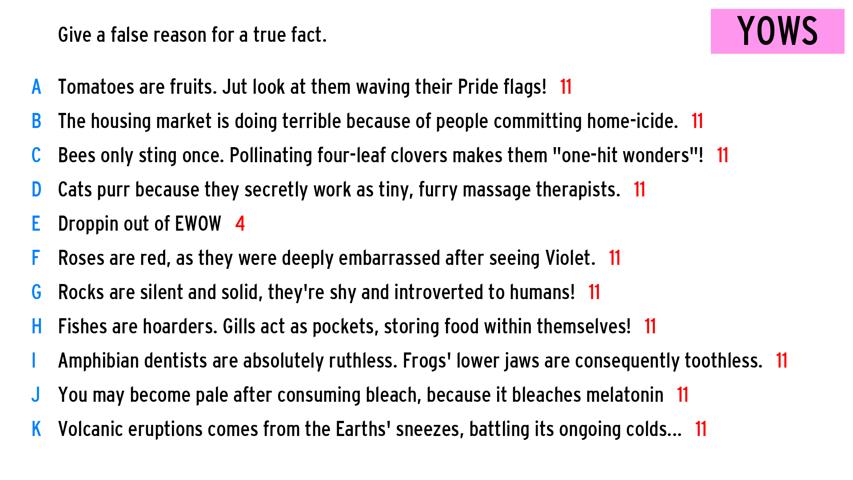 Give a false reason for a true fact.
YOWS
A Tomatoes are fruits. Jut look at them waving their Pride flags! 11
B The housing market is doing terrible because of people committing home-icide. 11
C Bees only sting once. Pollinating four-leaf clovers makes them "one-hit wonders"! 11
D Cats purr because they secretly work as tiny, furry massage therapists. 11
E Droppin out of EWOW 4
F Roses are red, as they were deeply embarrassed after seeing Violet. 11
G Rocks are silent and solid, they're shy and introverted to humans! 11
H Fishes are hoarders. Gills act as pockets, storing food within themselves! 11
I Amphibian dentists are absolutely ruthless. Frogs' lower jaws are consequently toothless. 11
J You may become pale after consuming bleach, because it bleaches melatonin 11
K Volcanic eruptions comes from the Earths' sneezes, battling its ongoing colds... 11